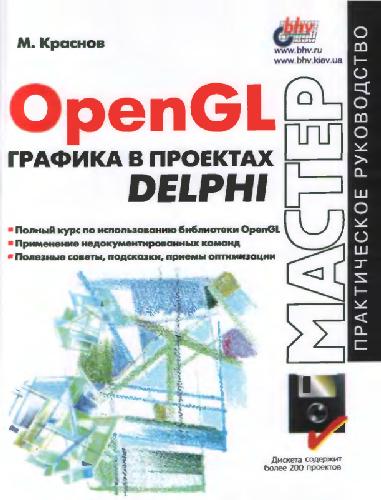 М. Краснов
bhv
www.bhv.ru
www.bhv.kiev.ua
OpenGL
ГРАФИКА В ПРОЕКТАХ
DELPHI
Полный курс по использованию библиотеки OpenGL
Применение недокументированных команд
Полезные советы, подсказки, приемы оптимизации
МАСТЕР
ПРАКТИЧЕСКОЕ РУКОВОДСТВО
Дискета содержит
более 200 проектов